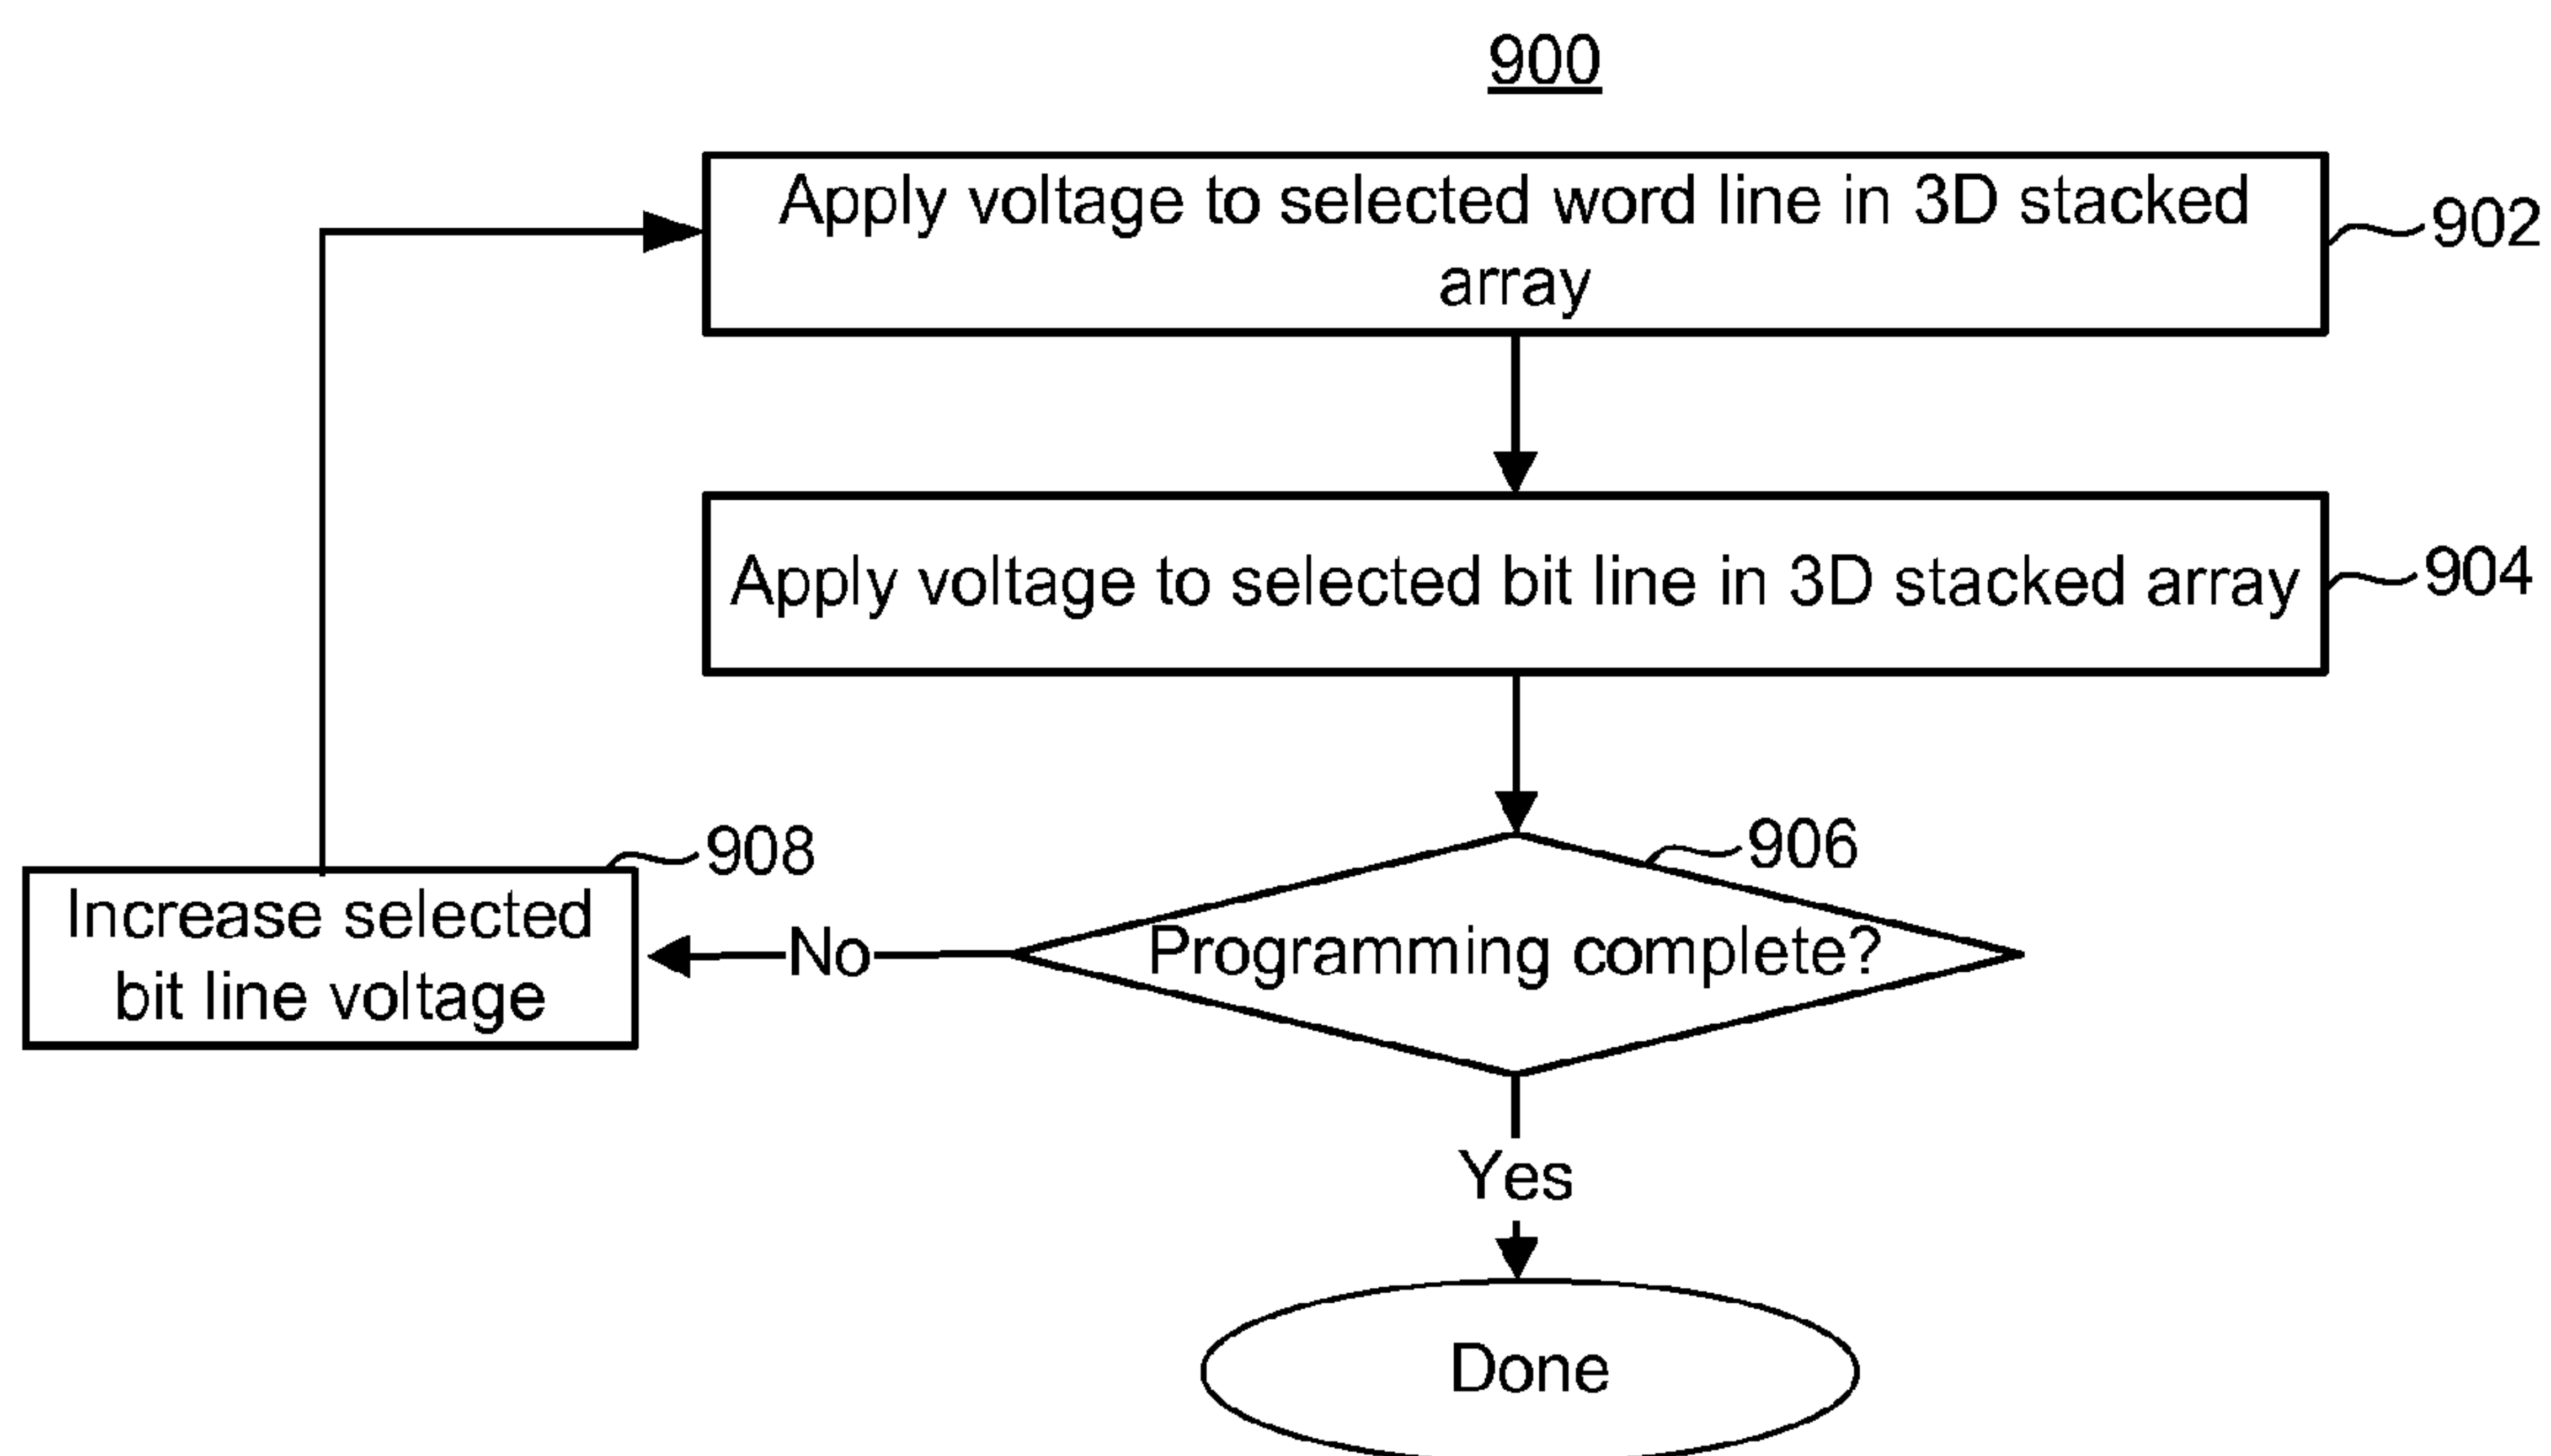 900
Apply voltage to selected word line in 3D stacked
array
902
Apply voltage to selected bit line in 3D stacked array
904
906
Programming complete?
No
908
Increase selected
bit line voltage
Yes
Done